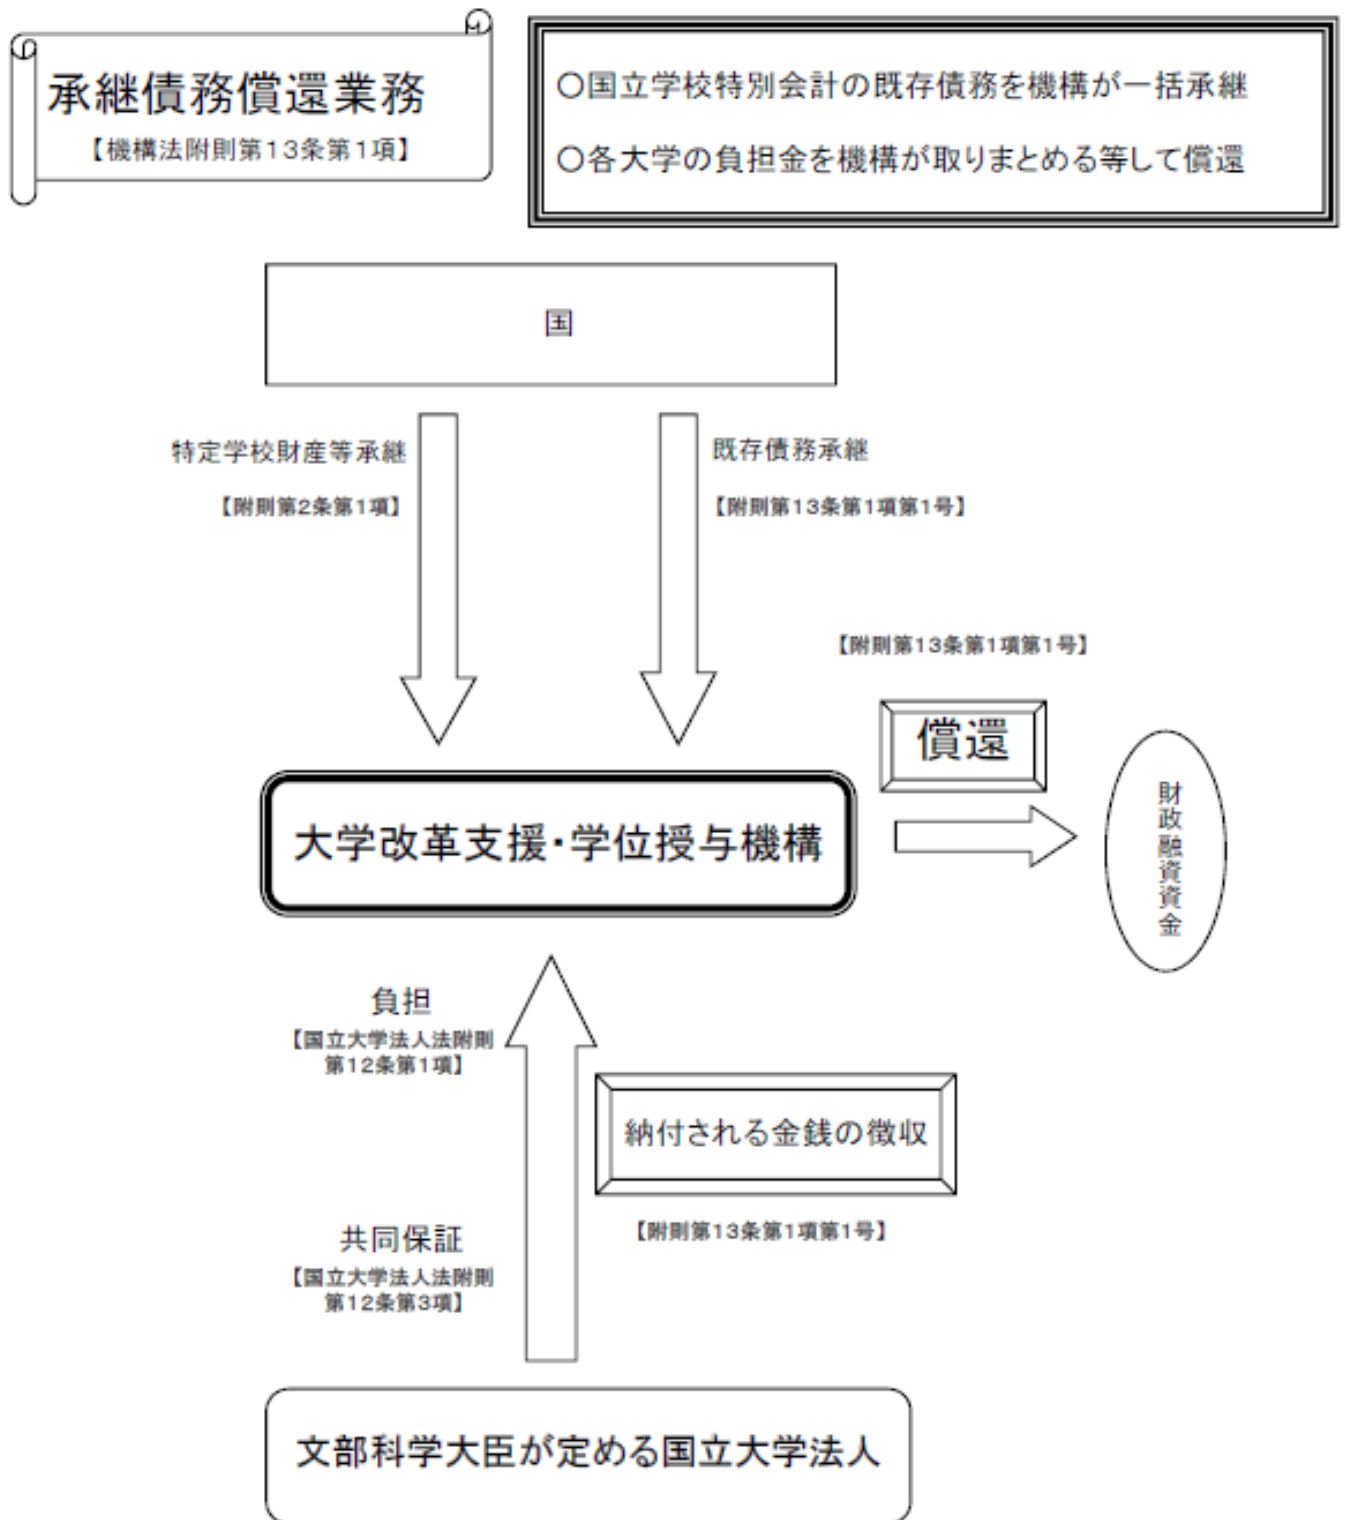 承継債務償還業務
【機構法附則第13条第1項】
〇国立学校特別会計の既存債務を機構が一括承継
〇各大学の負担金を機構が取りまとめる等して償還
国
特定学校財産等承継
【附則第2条第1項】
既存債務承継
【附則第13条第1項第1号】
【附則第13条第1項第1号】
償還
大学改革支援・学位授与機構
財政融資資金
負担
【国立大学法人法附則
第12条第1項】
納付される金銭の徴収
【附則第13条第1項第1号】
共同保証
【国立大学法人法附則
第12条第3項】
文部科学大臣が定める国立大学法人